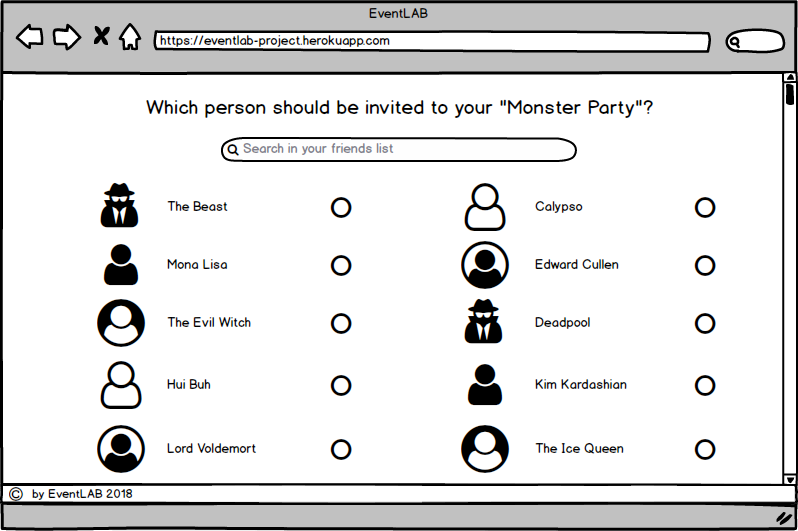 EventLAB
https://eventlab-project.herokuapp.com
Which person should be invited to your "Monster Party"?
Search in your friends list
The Beast
Calypso
Mona Lisa
Edward Cullen
The Evil Witch
Deadpool
Hui Buh
Kim Kardashian
Lord Voldemort
The Ice Queen
© by EventLAB 2018